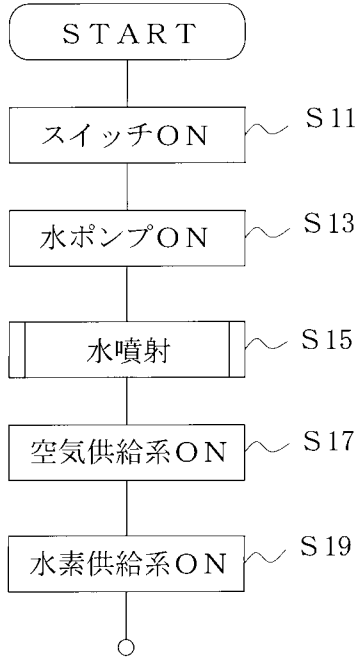 START
スイッチON
S11
水ポンプON
S13
水噴射
S15
空気供給系ON
S17
水素供給系ON
S19